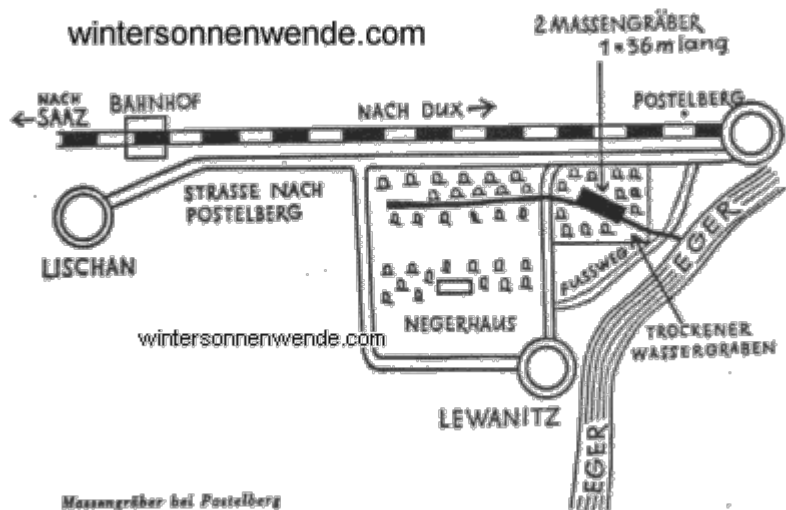 wintersonnenwende.com
2 MASSENGRÄBER
1 × 36 m lang
NACH
SAAZ
BAHNHOF
NACH DUX
POSTELBERG
STRASSE NACH
POSTELBERG
LISCHAN
EGER
FUSSWEG
NEGERHAUS
wintersonnenwende.com
TROCKENER
WASSERGRABEN
LEWANITZ
EGER
Massengräber bei Postelberg